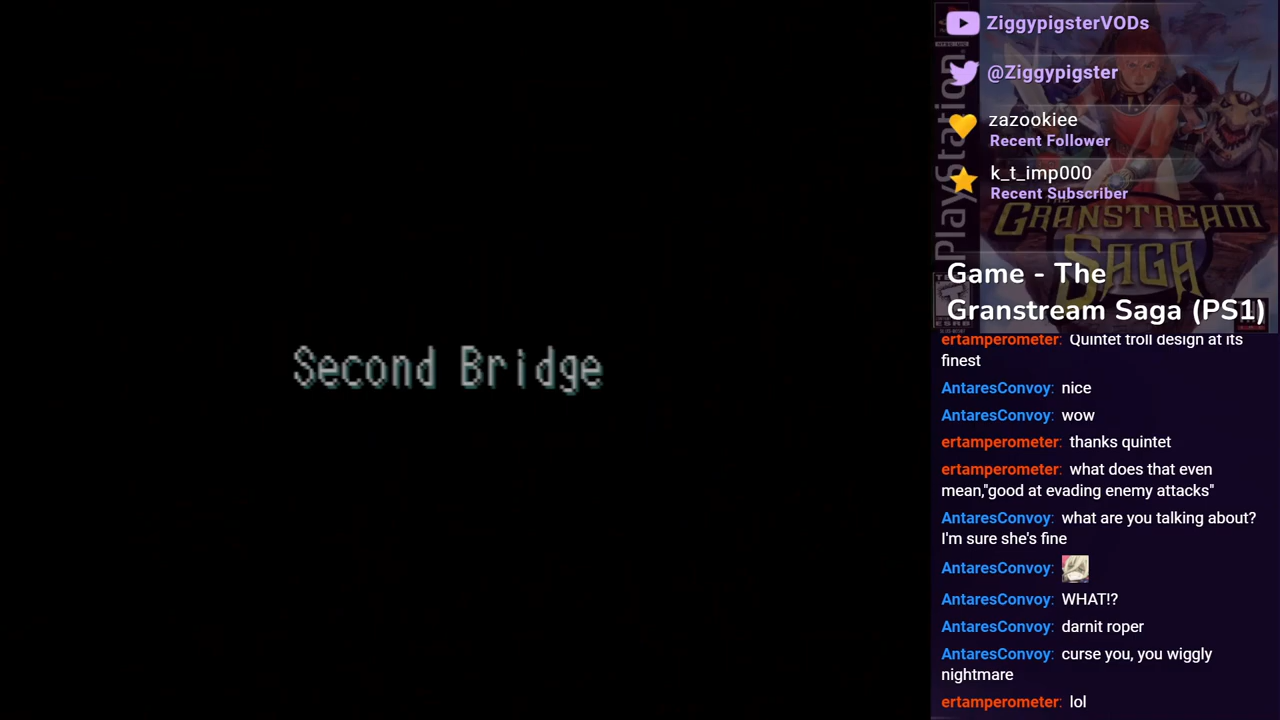 Second Bridge
ZiggypigsterVODs
@Ziggypigster
zazookiee
Recent Follower
k_t_imp000
Recent Subscriber
PlayStation
THE
GRANSTREAM
SAGA
Game - The
Granstream Saga (PS1)
ertamperometer: Quintet troll design at its
finest
AntaresConvoy: nice
AntaresConvoy: wow
ertamperometer: thanks quintet
ertamperometer: what does that even
mean,"good at evading enemy attacks"
AntaresConvoy: what are you talking about?
I'm sure she's fine
AntaresConvoy:
AntaresConvoy: WHAT!?
AntaresConvoy: darnit roper
AntaresConvoy: curse you, you wiggly
nightmare
ertamperometer: lol